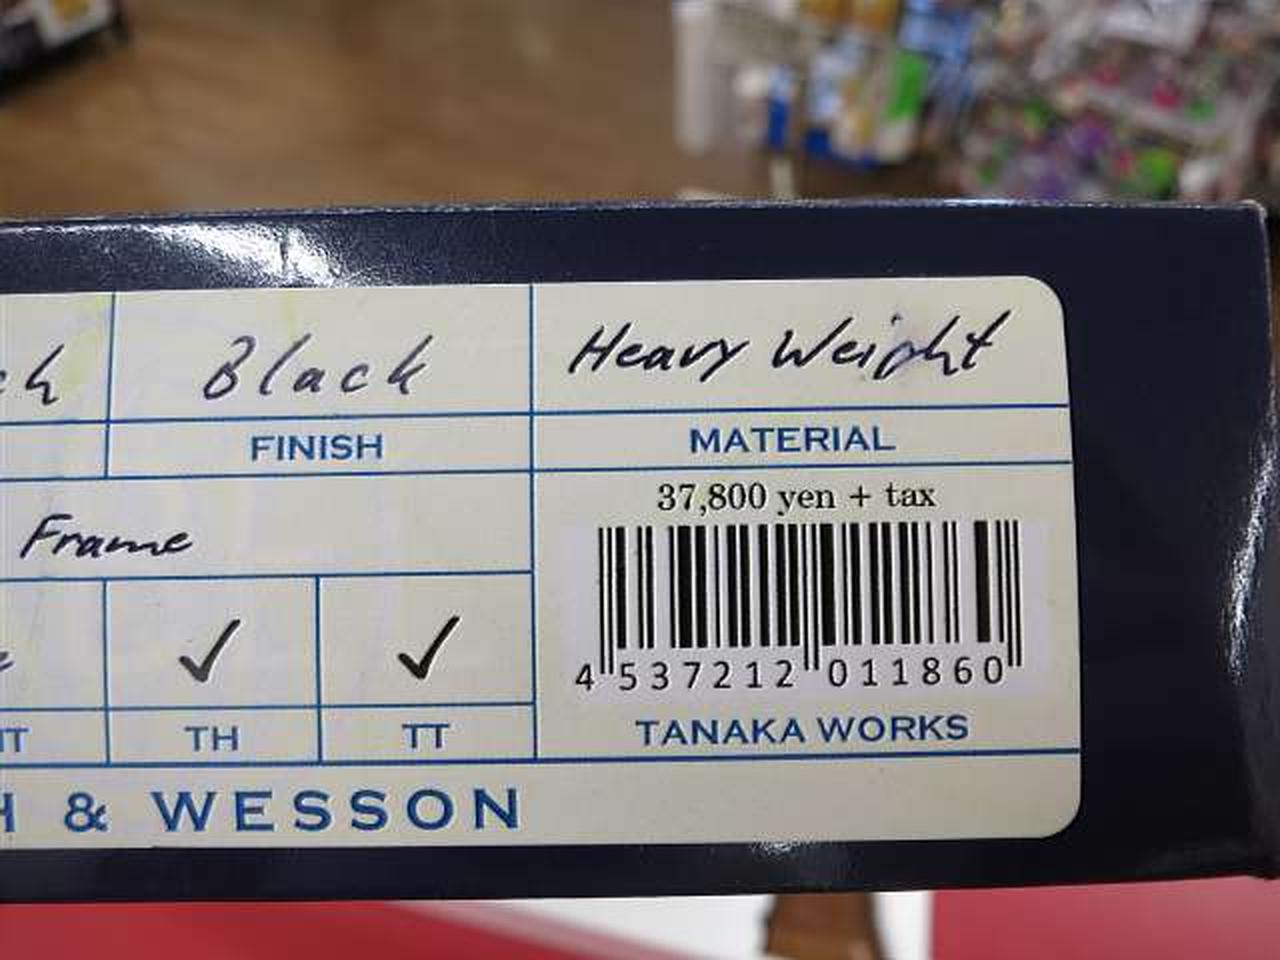 Black
Heavy Weight
FINISH
MATERIAL
37,800 yen + tax
Frame
4 537212 011860
TH
TT
TANAKA WORKS
& WESSON